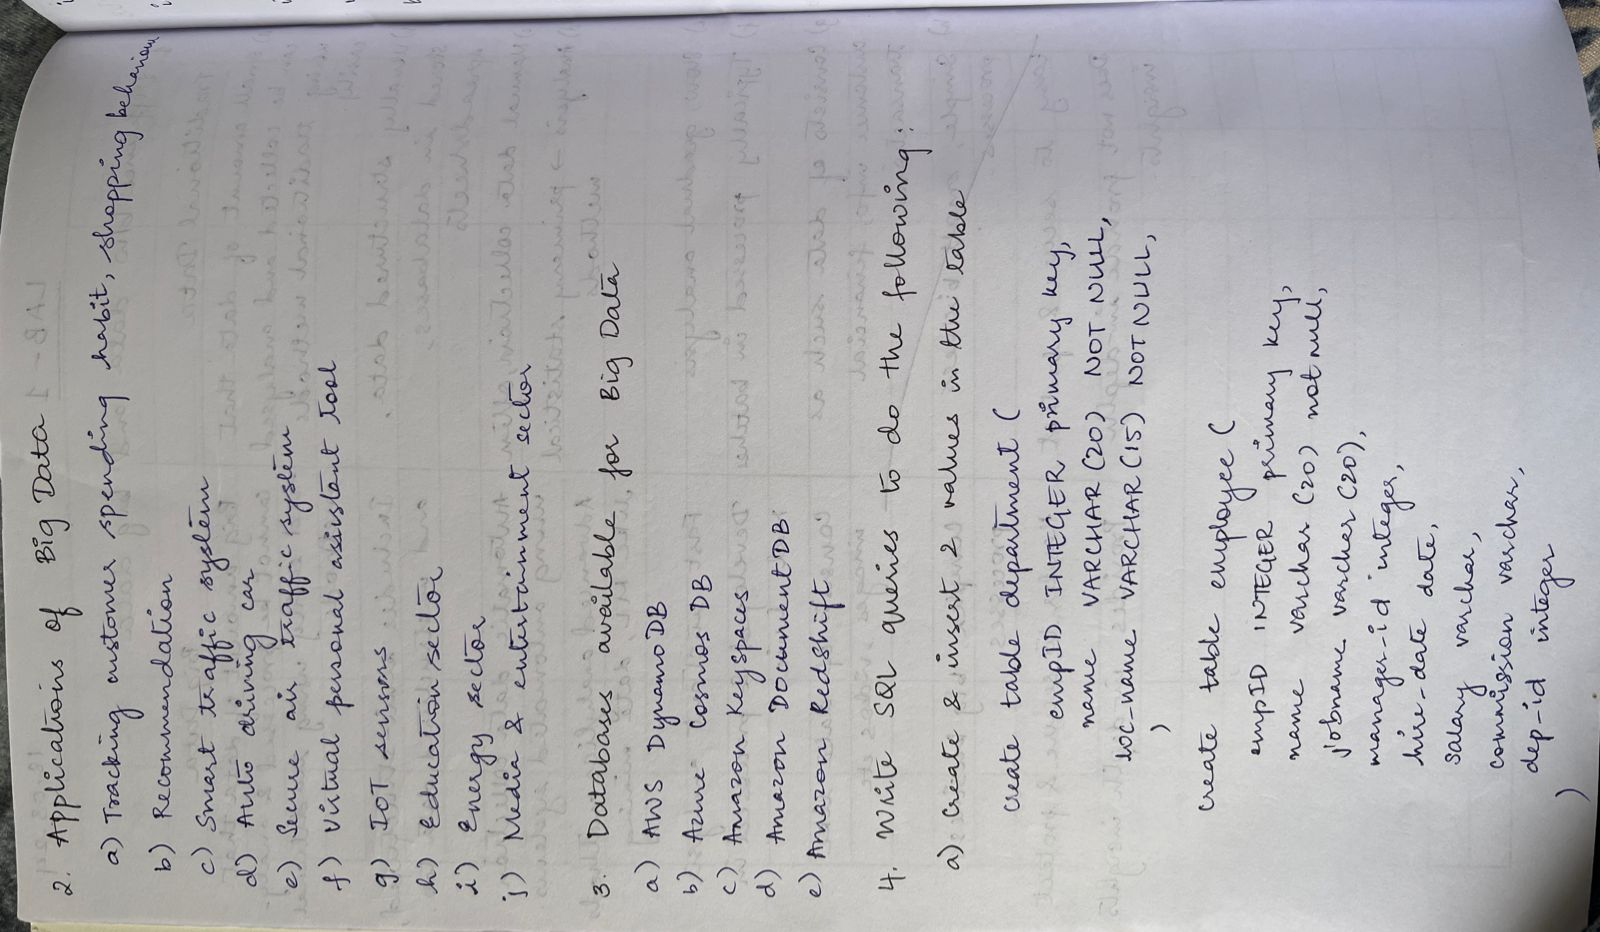 2. Applications of Big Data
a) Tracking customer spending habit, shopping behaviour
b) Recommendation
c) Smart traffic system
d) Auto driving car
e) Secure air traffic system
f) Virtual personal assistant tool
g) IOT sensors
h) Education sector
i) Energy sector
j) Media & entertainment sector
3. Databases available for Big Data
a) AWS DynamoDB
b) Azure Cosmos DB
c) Amazon Keyspaces
d) Amazon DocumentDB
e) Amazon Redshift
4. Write SQL queries to do the following:
a) Create & insert 2 values in the table
create table department (
empID INTEGER primary key,
name VARCHAR (20) NOT NULL,
loc-name VARCHAR (15) NOT NULL,
)
create table employee (
empID INTEGER primary key,
name varchar (20) not null,
jobname varchar (20),
manager-id integer,
hire-date date,
salary varchar,
commission varchar,
dep-id integer
)